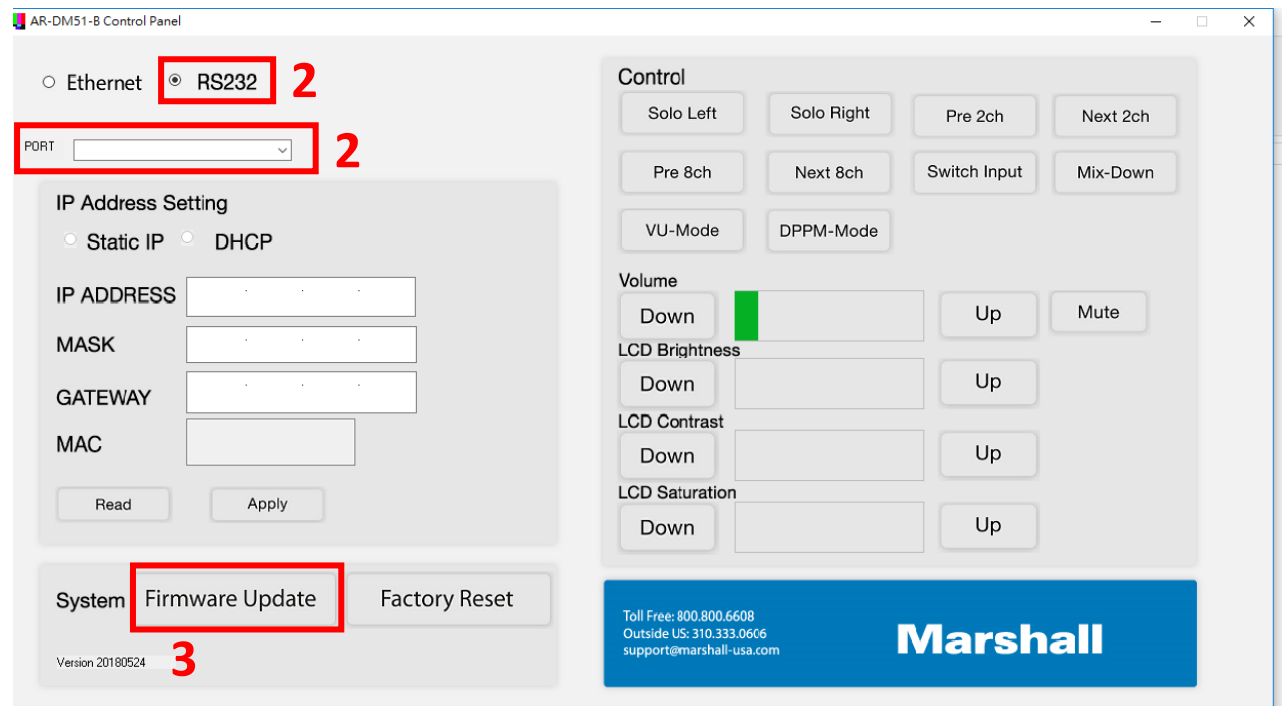 AR-DM51-B Control Panel
Ethernet RS232 2
PORT 2
IP Address Setting
Static IP DHCP
IP ADDRESS . . .
MASK . . .
GATEWAY . . .
MAC
Read Apply
System Firmware Update Factory Reset
Version 20180524 3
Control
Solo Left Solo Right Pre 2ch Next 2ch
Pre 8ch Next 8ch Switch Input Mix-Down
VU-Mode DPPM-Mode
Volume
Down Up Mute
LCD Brightness
Down Up
LCD Contrast
Down Up
LCD Saturation
Down Up
Toll Free: 800.800.6608
Outside US: 310.333.0606
support@marshall-usa.com
Marshall